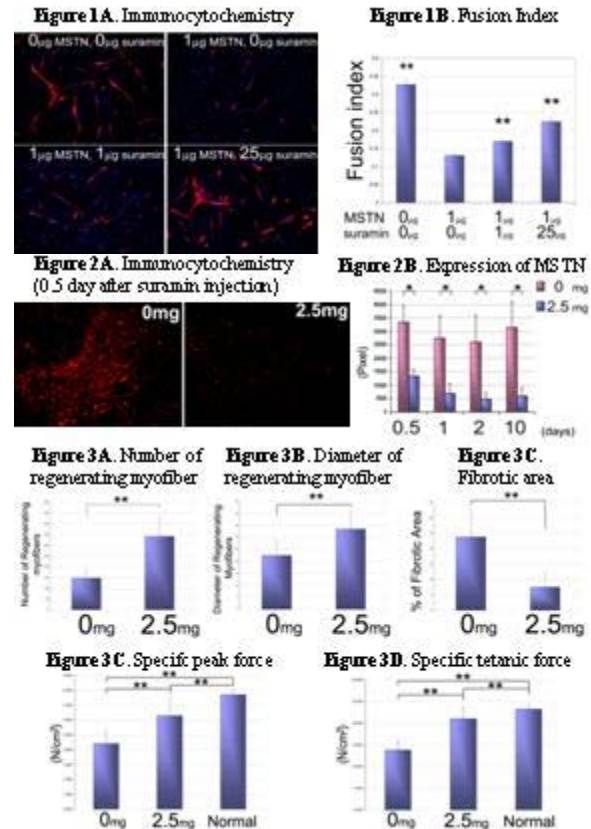 Figure 1A. Immunocytochemistry
0µg MSTN, 0µg suramin
1µg MSTN, 0µg suramin
1µg MSTN, 1µg suramin
1µg MSTN, 25µg suramin
Figure 1B. Fusion Index
Fusion index
**
**
**
MSTN 0µg 1µg 1µg 1µg
suramin 0µg 0µg 1µg 25µg
Figure 2A. Immunocytochemistry
(0.5 day after suramin injection)
0mg
2.5mg
Figure 2B. Expression of MSTN
(Pixel)
* * * *
0 mg
2.5 mg
0.5 1 2 10 (days)
Figure 3A. Number of
regenerating myofiber
Number of Regenerating
myofibers
**
0mg 2.5mg
Figure 3B. Diameter of
regenerating myofiber
Diameter of Regenerating
Myofibers
**
0mg 2.5mg
Figure 3C.
Fibrotic area
% of Fibrotic Area
**
0mg 2.5mg
Figure 3C. Specifc peak force
(N/cm²)
**
** **
0mg 2.5mg Normal
Figure 3D. Specific tetanic force
(N/cm²)
**
** **
0mg 2.5mg Normal